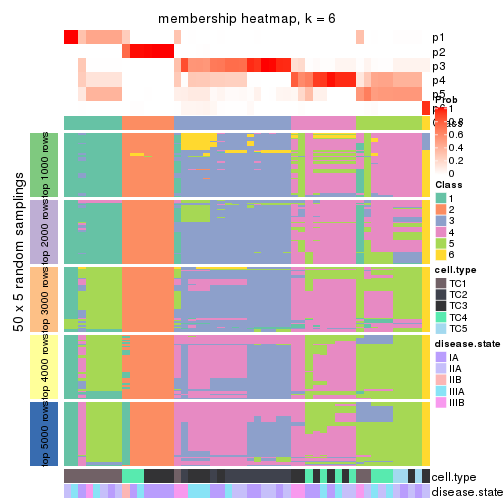 membership heatmap, k = 6
p1
p2
p3
p4
p5
Prob
1
0.8
0.6
0.4
0.2
0
Class
1
2
3
4
5
6
cell.type
TC1
TC2
TC3
TC4
TC5
disease.state
IA
IIA
IIB
IIIA
IIIB
50 x 5 random samplings
top 1000 rows
top 2000 rows
top 3000 rows
top 4000 rows
top 5000 rows
cell.type
disease.state